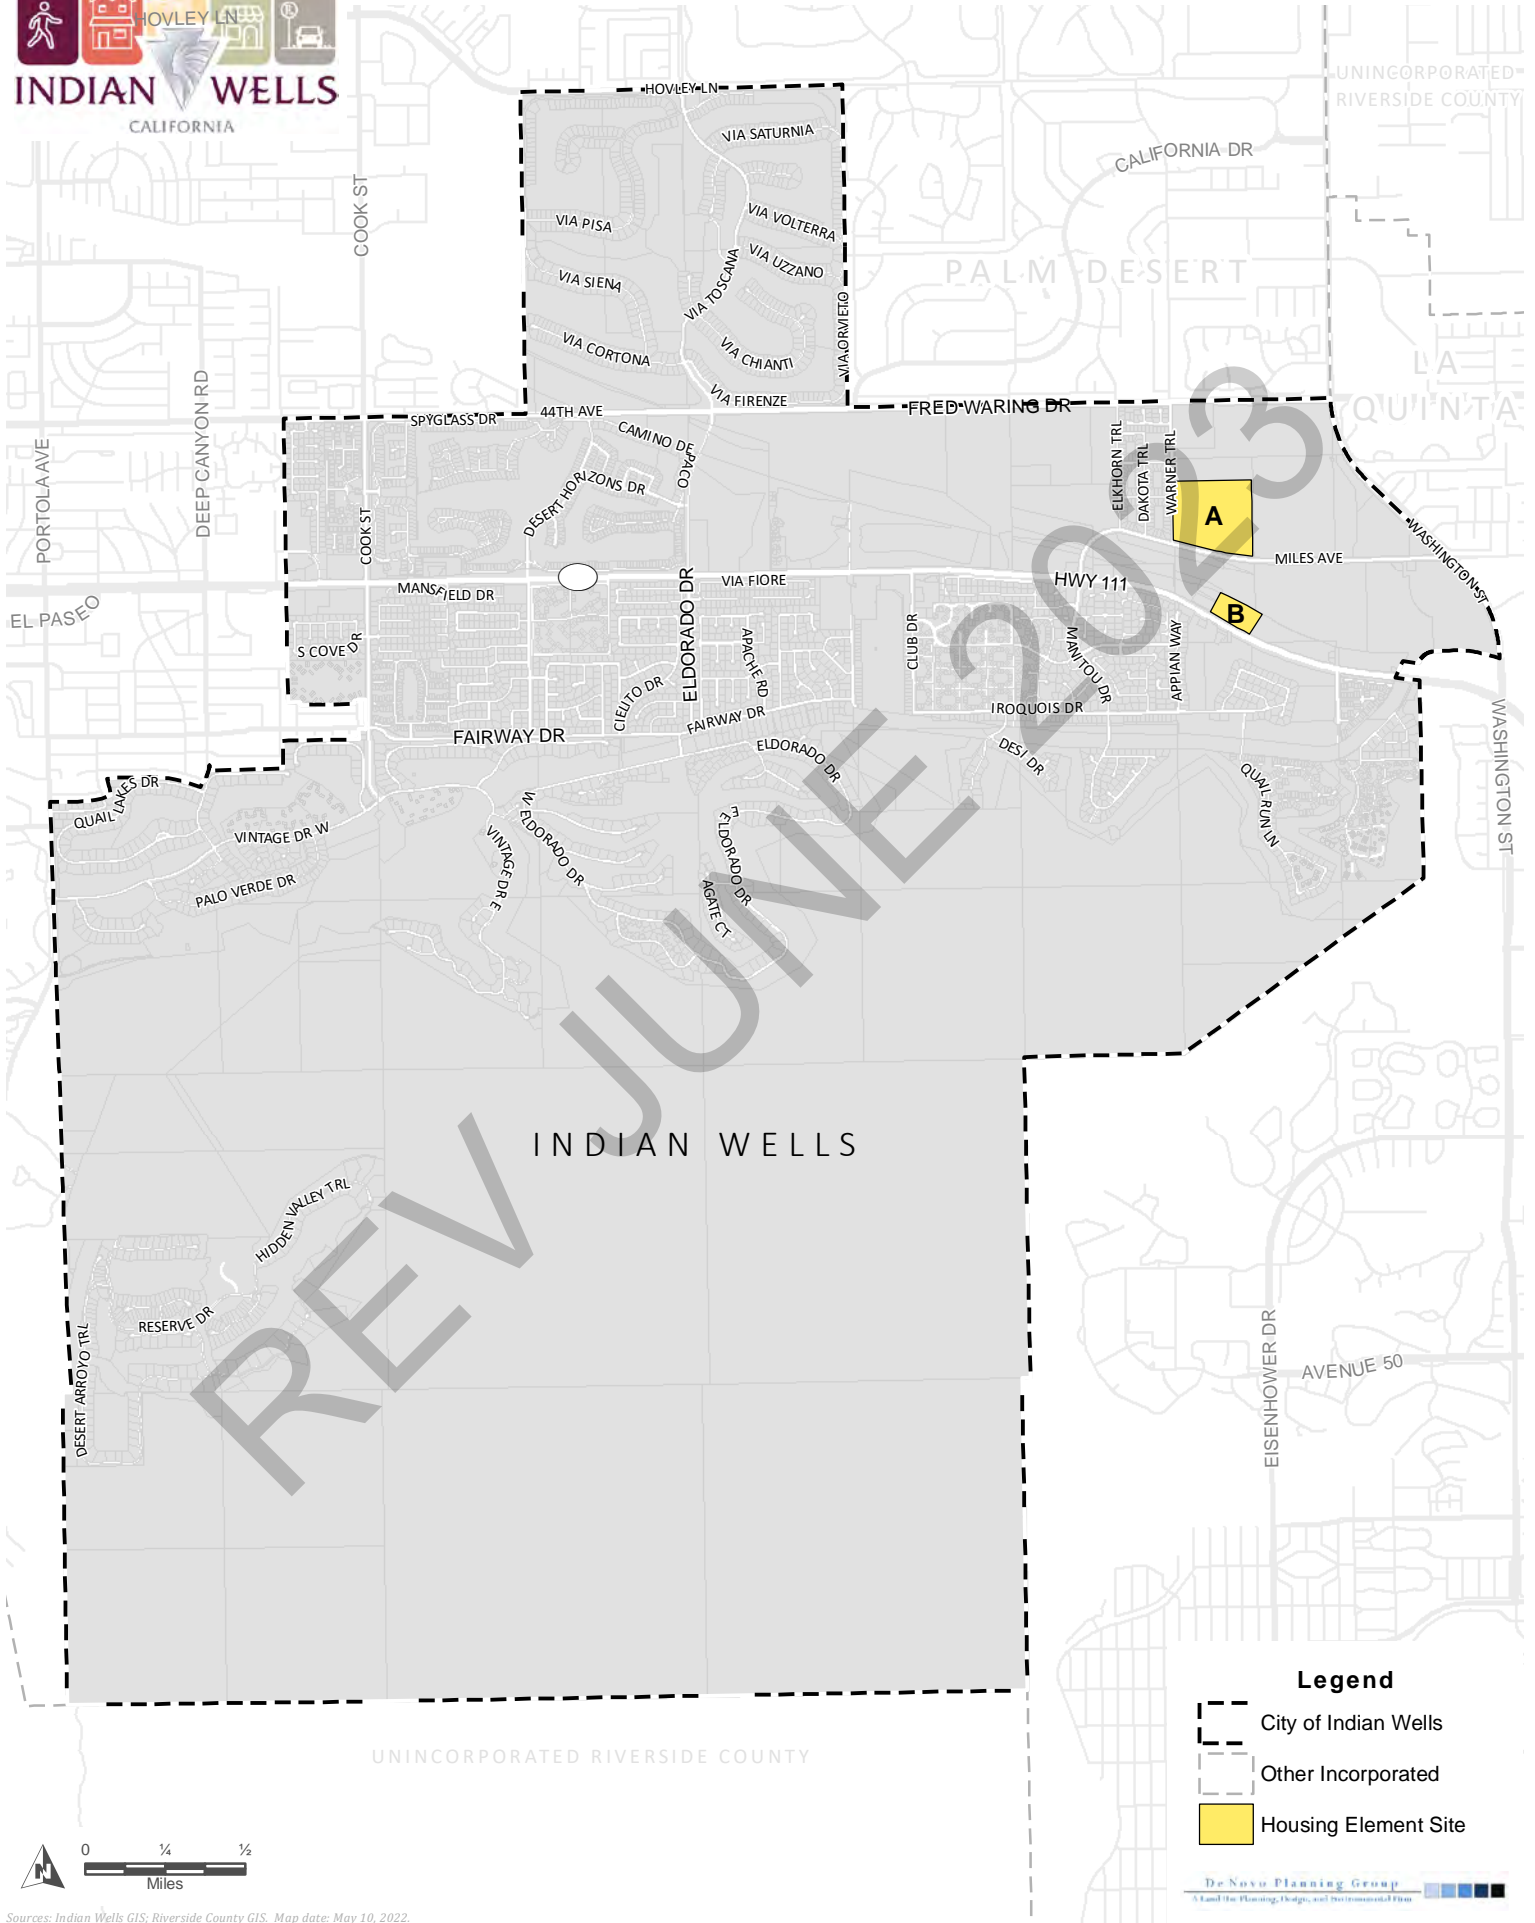 HOVLEY LN
INDIAN WELLS
CALIFORNIA
UNINCORPORATED
RIVERSIDE COUNTY
HOVLEY LN
VIA SATURNIA
CALIFORNIA DR
COOK ST
VIA PISA
VIA VOLTERRA
VIA UZZANO
VIA SIENA
VIA TOSCANA
PALM DESERT
VIA ORVIETO
VIA CORTONA
VIA CHIANTI
VIA FIRENZE
LA
QUINTA
DEEP CANYON RD
PORTOLA AVE
SPYGLASS DR
44TH AVE
FRED WARING DR
CAMINO DE
PACO
DESERT HORIZONS DR
ELKHORN TRL
DAKOTA TRL
WARNER TRL
A
COOK ST
WASHINGTON ST
MILES AVE
MANSFIELD DR
VIA FIORE
HWY 111
EL PASEO
B
S COVE DR
ELDORADO DR
APACHE RD
CLUB DR
MANITOU DR
APPIAN WAY
CIELITO DR
IROQUOIS DR
FAIRWAY DR
FAIRWAY DR
WASHINGTON ST
ELDORADO DR
DESI DR
QUAIL LAKES DR
QUAIL RUN LN
VINTAGE DR W
VINTAGE DR E
W ELDORADO DR
E ELDORADO DR
PALO VERDE DR
AGATE CT
REV JUNE 2023
INDIAN WELLS
HIDDEN VALLEY TRL
RESERVE DR
DESERT ARROYO TRL
EISENHOWER DR
AVENUE 50
UNINCORPORATED RIVERSIDE COUNTY
Legend
City of Indian Wells
Other Incorporated
Housing Element Site
N
0 ¼ ½
Miles
De Novo Planning Group
A Land Use Planning, Design, and Environmental Firm
Sources: Indian Wells GIS; Riverside County GIS. Map date: May 10, 2022.